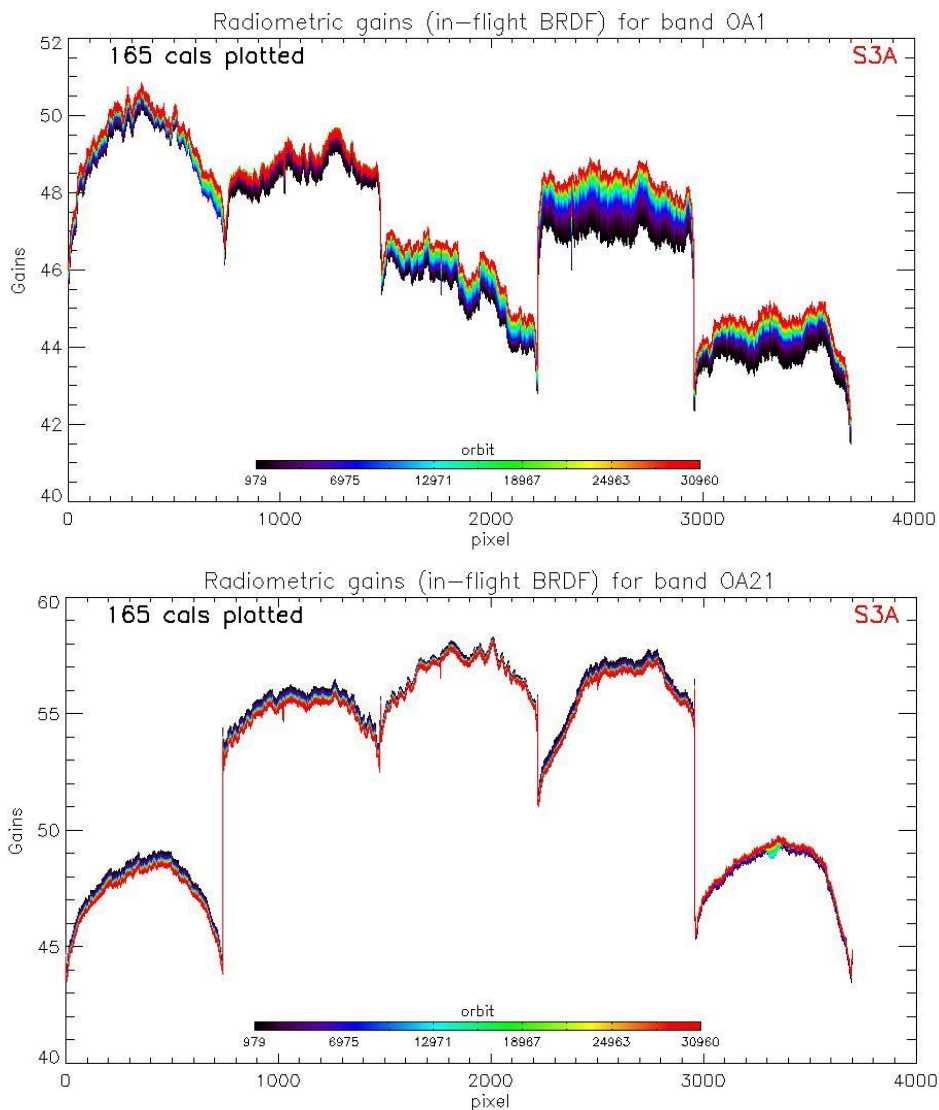 Radiometric gains (in-flight BRDF) for band OA1
165 cals plotted S3A
52
50
48
46
44
42
40
Gains
orbit
979 6975 12971 18967 24963 30960
0 1000 2000 3000 4000
pixel
Radiometric gains (in-flight BRDF) for band OA21
165 cals plotted S3A
60
55
50
45
40
Gains
orbit
979 6975 12971 18967 24963 30960
0 1000 2000 3000 4000
pixel